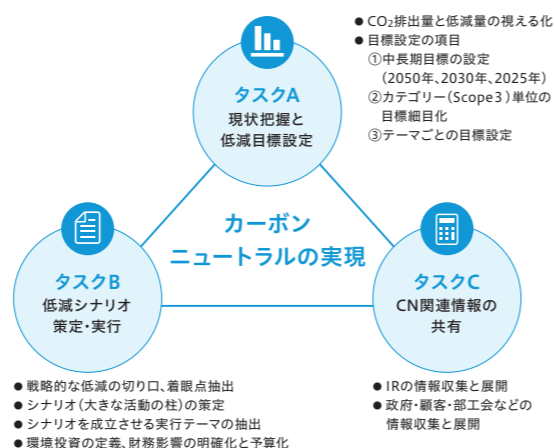 ● CO₂排出量と低減量の視える化
● 目標設定の項目
①中長期目標の設定
(2050年、2030年、2025年)
②カテゴリー(Scope3)単位の
目標細目化
③テーマごとの目標設定
タスクA
現状把握と
低減目標設定
カーボン
ニュートラルの実現
タスクB
低減シナリオ
策定・実行
タスクC
CN関連情報の
共有
● 戦略的な低減の切り口、着眼点抽出
● シナリオ(大きな活動の柱)の策定
● シナリオを成立させる実行テーマの抽出
● 環境投資の定義、財務影響の明確化と予算化
● IRの情報収集と展開
● 政府・顧客・部工会などの
情報収集と展開